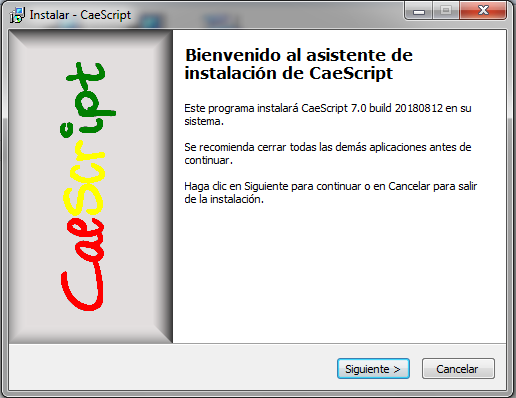 Instalar - CaeScript
CaeScript
Bienvenido al asistente de
instalación de CaeScript
Este programa instalará CaeScript 7.0 build 20180812 en su
sistema.
Se recomienda cerrar todas las demás aplicaciones antes de
continuar.
Haga clic en Siguiente para continuar o en Cancelar para salir
de la instalación.
Siguiente >
Cancelar